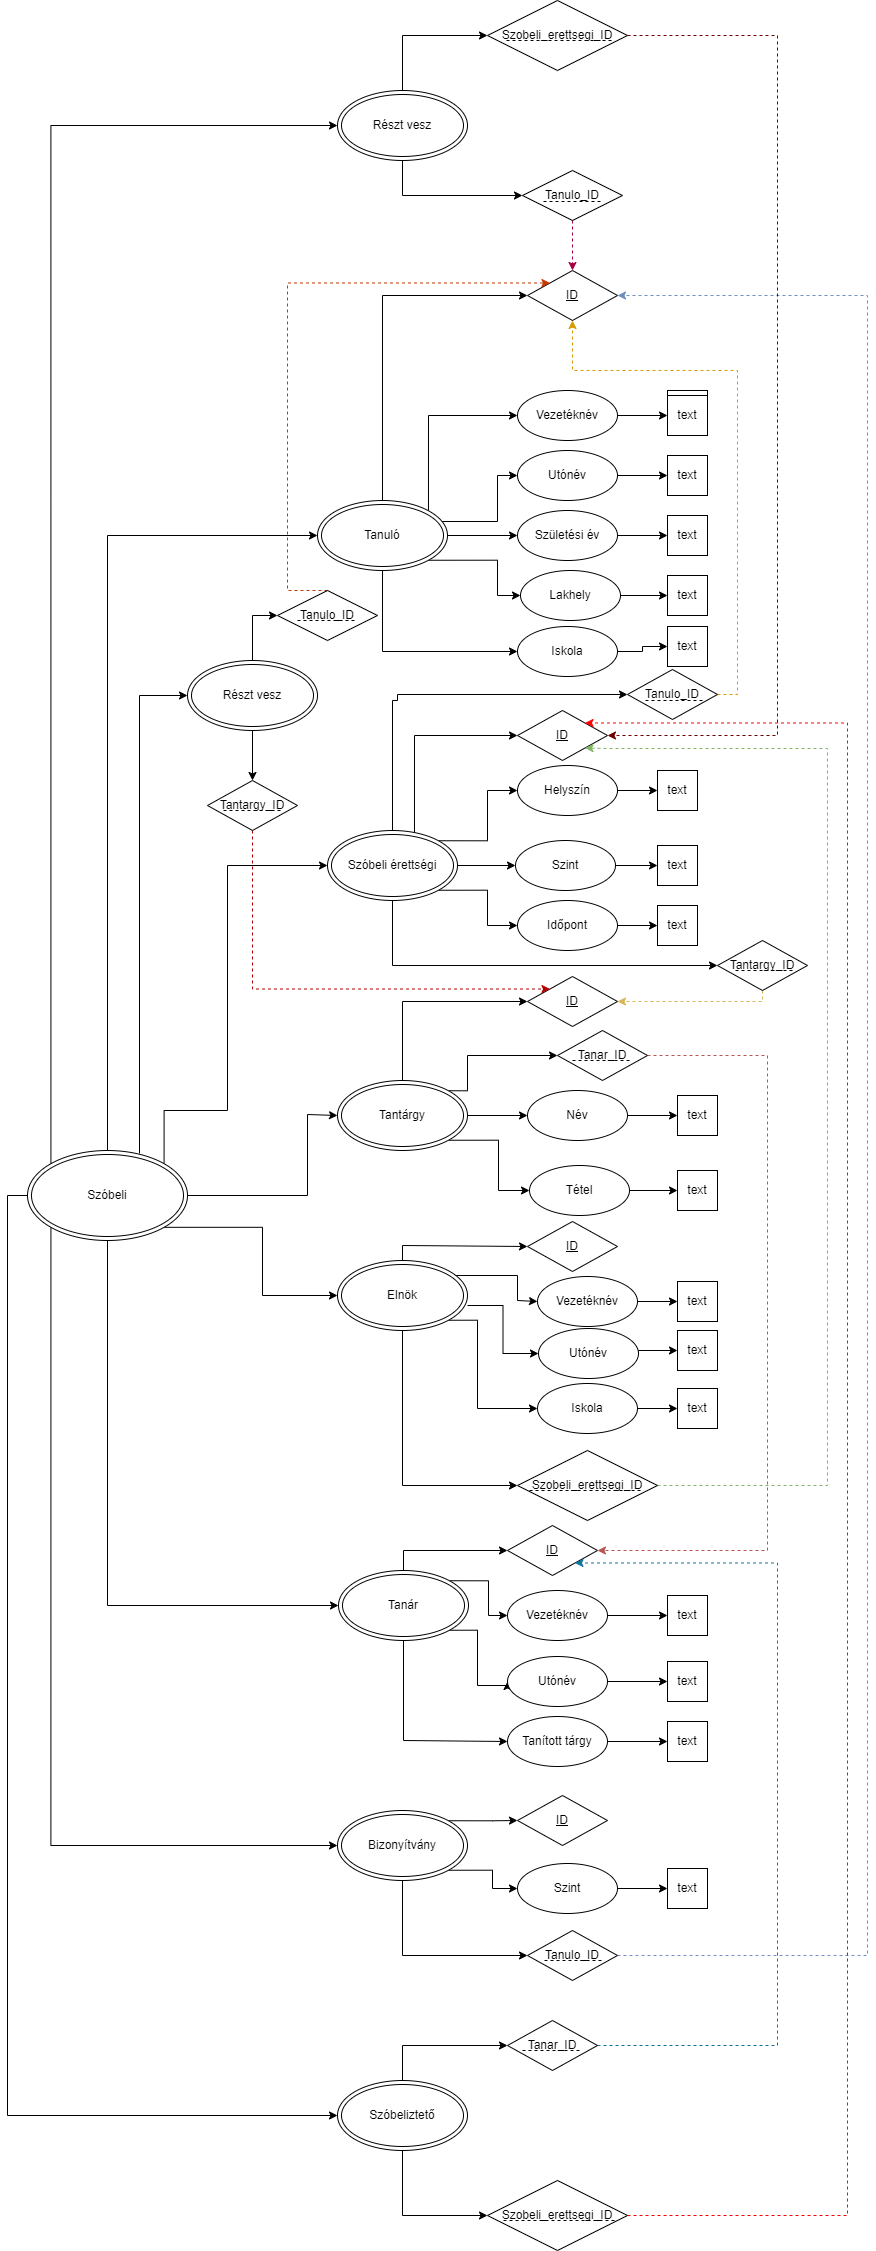 Szobeli_erettsegi_ID
Részt vesz
Tanulo_ID
ID
Vezetéknév
text
Utónév
text
Tanuló
Születési év
text
Lakhely
text
Tanulo_ID
Iskola
text
Részt vesz
Tanulo_ID
ID
Helyszín
text
Tantargy_ID
Szóbeli érettségi
Szint
text
Időpont
text
Tantargy_ID
ID
Tanar_ID
Tantárgy
Név
text
Tétel
text
Szóbeli
ID
Elnök
Vezetéknév
text
Utónév
text
Iskola
text
Szobeli_erettsegi_ID
ID
Tanár
Vezetéknév
text
Utónév
text
Tanított tárgy
text
ID
Bizonyítvány
Szint
text
Tanulo_ID
Tanar_ID
Szóbeliztető
Szobeli_erettsegi_ID